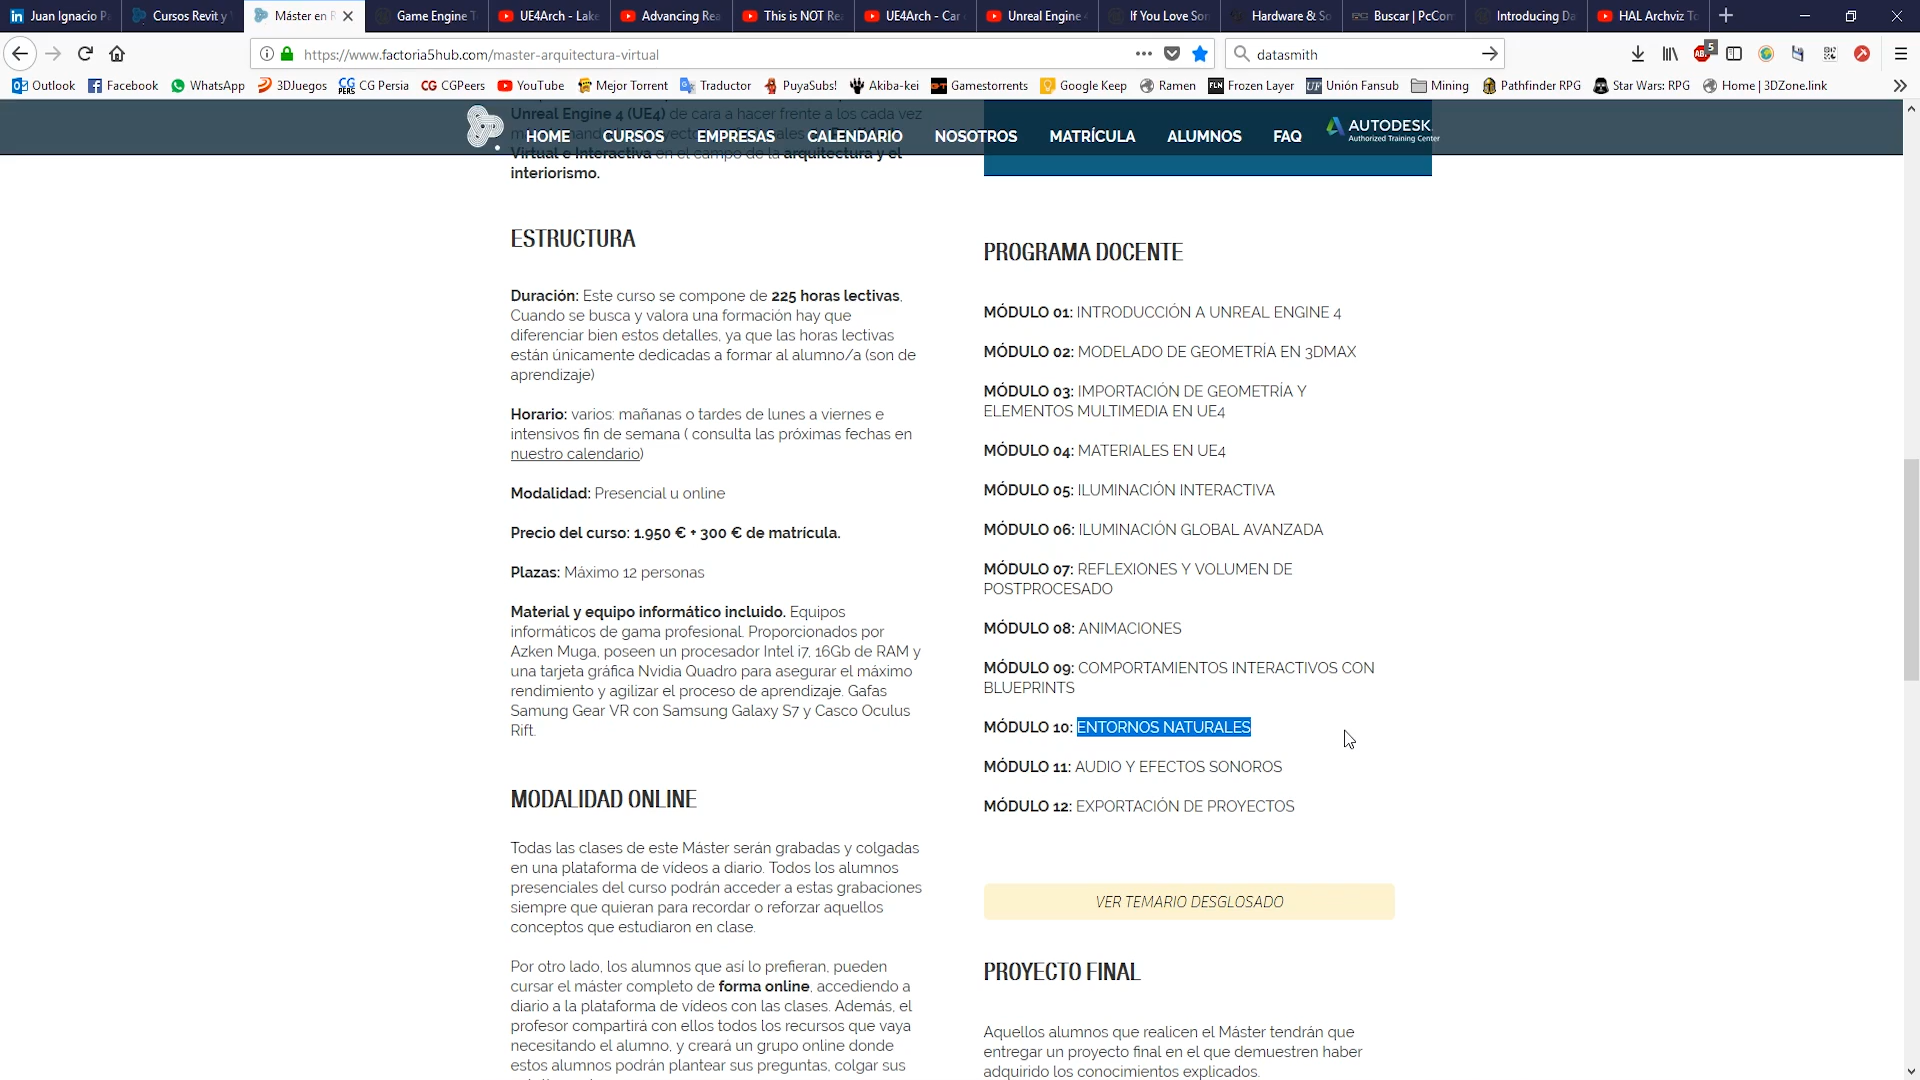 Juan Ignacio P
Cursos Revit y
Máster en R
Game Engine T
UE4Arch - Lake
Advancing Rea
This is NOT Re
UE4Arch - Car
Unreal Engine
If You Love So
Hardware & So
Buscar | PcCom
Introducing Da
HAL Archviz To
https://www.factoria5hub.com/master-arquitectura-virtual
datasmith
5
Outlook
Facebook
WhatsApp
3DJuegos
CG Persia
CGPeers
YouTube
Mejor Torrent
Traductor
PuyaSubs!
Akiba-kei
Gamestorrents
Google Keep
Ramen
Frozen Layer
Unión Fansub
Mining
Pathfinder RPG
Star Wars: RPG
Home | 3DZone.link
HOME CURSOS EMPRESAS CALENDARIO NOSOTROS MATRÍCULA ALUMNOS FAQ
AUTODESK.
Authorized Training Center
Unreal Engine 4 (UE4) de cara a hacer frente a los cada vez
Virtual e Interactiva en el campo de la arquitectura y el
interiorismo.
ESTRUCTURA
Duración: Este curso se compone de 225 horas lectivas.
Cuando se busca y valora una formación hay que
diferenciar bien estos detalles, ya que las horas lectivas
están únicamente dedicadas a formar al alumno/a (son de
aprendizaje)
Horario: varios: mañanas o tardes de lunes a viernes e
intensivos fin de semana ( consulta las próximas fechas en
nuestro calendario)
Modalidad: Presencial u online
Precio del curso: 1.950 € + 300 € de matrícula.
Plazas: Máximo 12 personas
Material y equipo informático incluido. Equipos
informáticos de gama profesional. Proporcionados por
Azken Muga, poseen un procesador Intel i7, 16Gb de RAM y
una tarjeta gráfica Nvidia Quadro para asegurar el máximo
rendimiento y agilizar el proceso de aprendizaje. Gafas
Samung Gear VR con Samsung Galaxy S7 y Casco Oculus
Rift.
MODALIDAD ONLINE
Todas las clases de este Máster serán grabadas y colgadas
en una plataforma de vídeos a diario. Todos los alumnos
presenciales del curso podrán acceder a estas grabaciones
siempre que quieran para recordar o reforzar aquellos
conceptos que estudiaron en clase.
Por otro lado, los alumnos que así lo prefieran, pueden
cursar el máster completo de forma online, accediendo a
diario a la plataforma de vídeos con las clases. Además, el
profesor compartirá con ellos todos los recursos que vaya
necesitando el alumno, y creará un grupo online donde
estos alumnos podrán plantear sus preguntas, colgar sus
PROGRAMA DOCENTE
MÓDULO 01: INTRODUCCIÓN A UNREAL ENGINE 4
MÓDULO 02: MODELADO DE GEOMETRÍA EN 3DMAX
MÓDULO 03: IMPORTACIÓN DE GEOMETRÍA Y
ELEMENTOS MULTIMEDIA EN UE4
MÓDULO 04: MATERIALES EN UE4
MÓDULO 05: ILUMINACIÓN INTERACTIVA
MÓDULO 06: ILUMINACIÓN GLOBAL AVANZADA
MÓDULO 07: REFLEXIONES Y VOLUMEN DE
POSTPROCESADO
MÓDULO 08: ANIMACIONES
MÓDULO 09: COMPORTAMIENTOS INTERACTIVOS CON
BLUEPRINTS
MÓDULO 10: ENTORNOS NATURALES
MÓDULO 11: AUDIO Y EFECTOS SONOROS
MÓDULO 12: EXPORTACIÓN DE PROYECTOS
VER TEMARIO DESGLOSADO
PROYECTO FINAL
Aquellos alumnos que realicen el Máster tendrán que
entregar un proyecto final en el que demuestren haber
adquirido los conocimientos explicados.